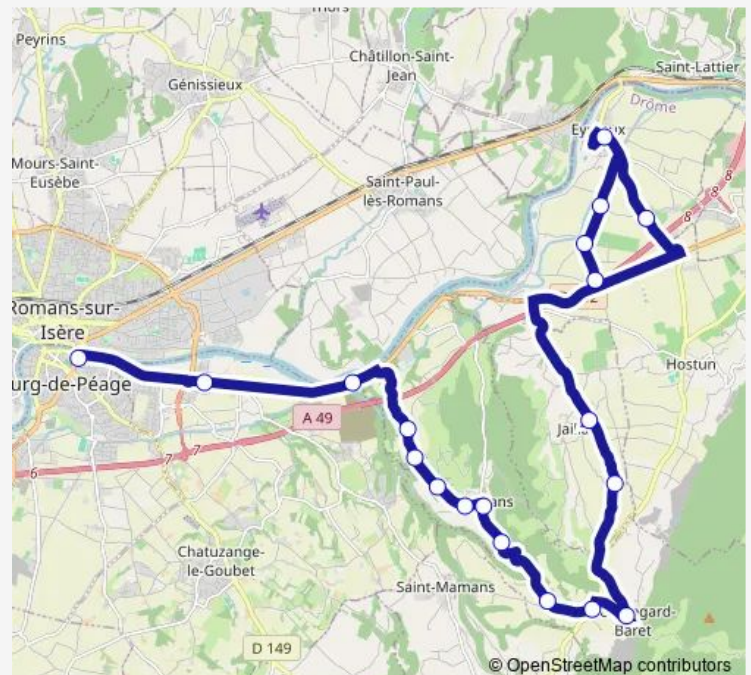 Peyrins
Génissieux
Châtillon-Saint-
Jean
Saint-Lattier
Drôme
Mours-Saint-
Eusèbe
Saint-Paul-
lès-Romans
8
8
Romans-sur-
Isère
Hostun
A 49
7
7
6
Chatuzange-
le-Goubet
Saint-Mamans
Baret
D 149
© OpenStreetMap contributors